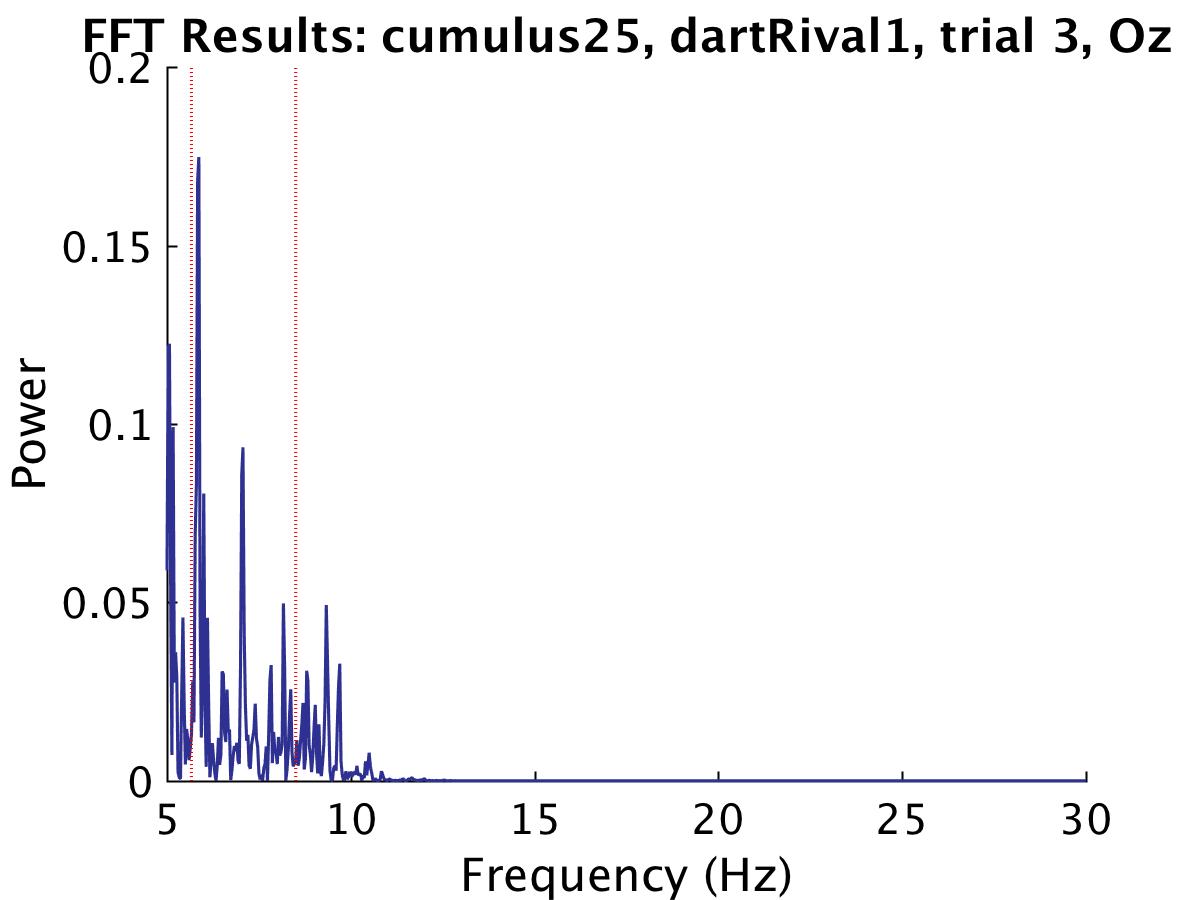 FFT Results: cumulus25, dartRival1, trial 3, Oz
0.2
0.15
0.1
0.05
0
Power
5 10 15 20 25 30
Frequency (Hz)